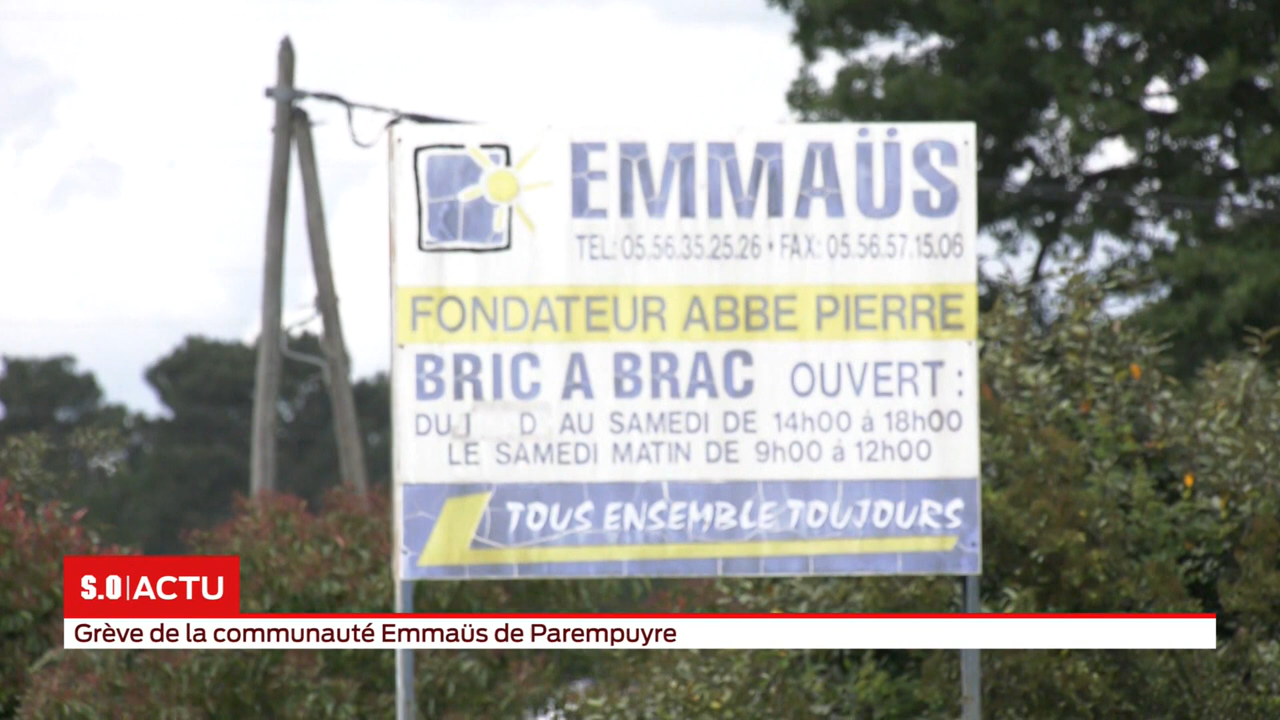 EMMAÜS
TEL: 05.56.35.25.26 • FAX: 05.56.57.15.06
FONDATEUR ABBE PIERRE
BRIC A BRAC OUVERT :
DU AU SAMEDI DE 14h00 à 18h00
LE SAMEDI MATIN DE 9h00 à 12h00
TOUS ENSEMBLE TOUJOURS
S.O|ACTU
Grève de la communauté Emmaüs de Parempuyre